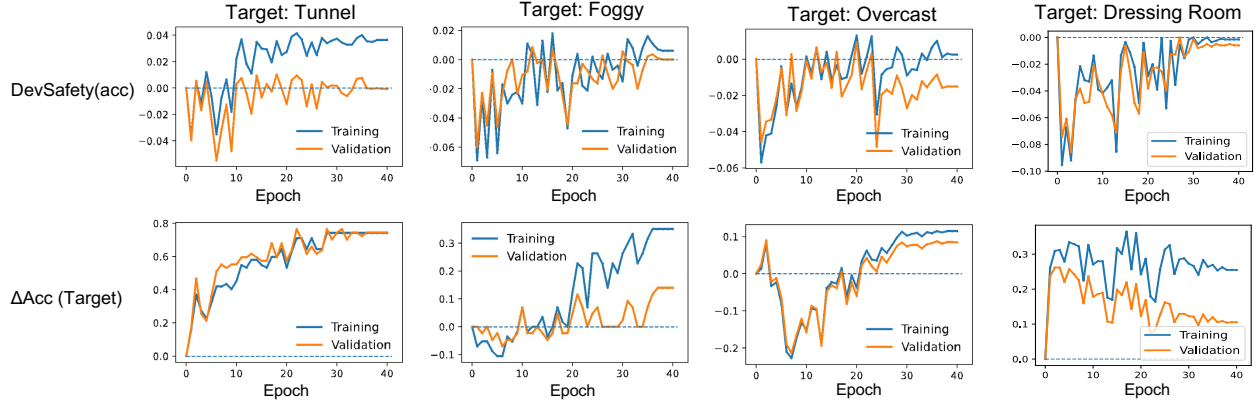 Target: Tunnel
Target: Foggy
Target: Overcast
Target: Dressing Room
DevSafety(acc)
0.04
0.02
0.00
−0.02
−0.04
Training
Validation
0 10 20 30 40
Epoch
0.02
0.00
−0.02
−0.04
−0.06
Training
Validation
0 10 20 30 40
Epoch
0.02
0.00
−0.02
−0.04
−0.06
Training
Validation
0 10 20 30 40
Epoch
0.00
−0.02
−0.04
−0.06
−0.08
−0.10
Training
Validation
0 10 20 30 40
Epoch
ΔAcc (Target)
0.8
0.6
0.4
0.2
0.0
Training
Validation
0 10 20 30 40
Epoch
0.3
0.2
0.1
0.0
−0.1
Training
Validation
0 10 20 30 40
Epoch
0.1
0.0
−0.1
−0.2
Training
Validation
0 10 20 30 40
Epoch
0.3
0.2
0.1
0.0
Training
Validation
0 10 20 30 40
Epoch